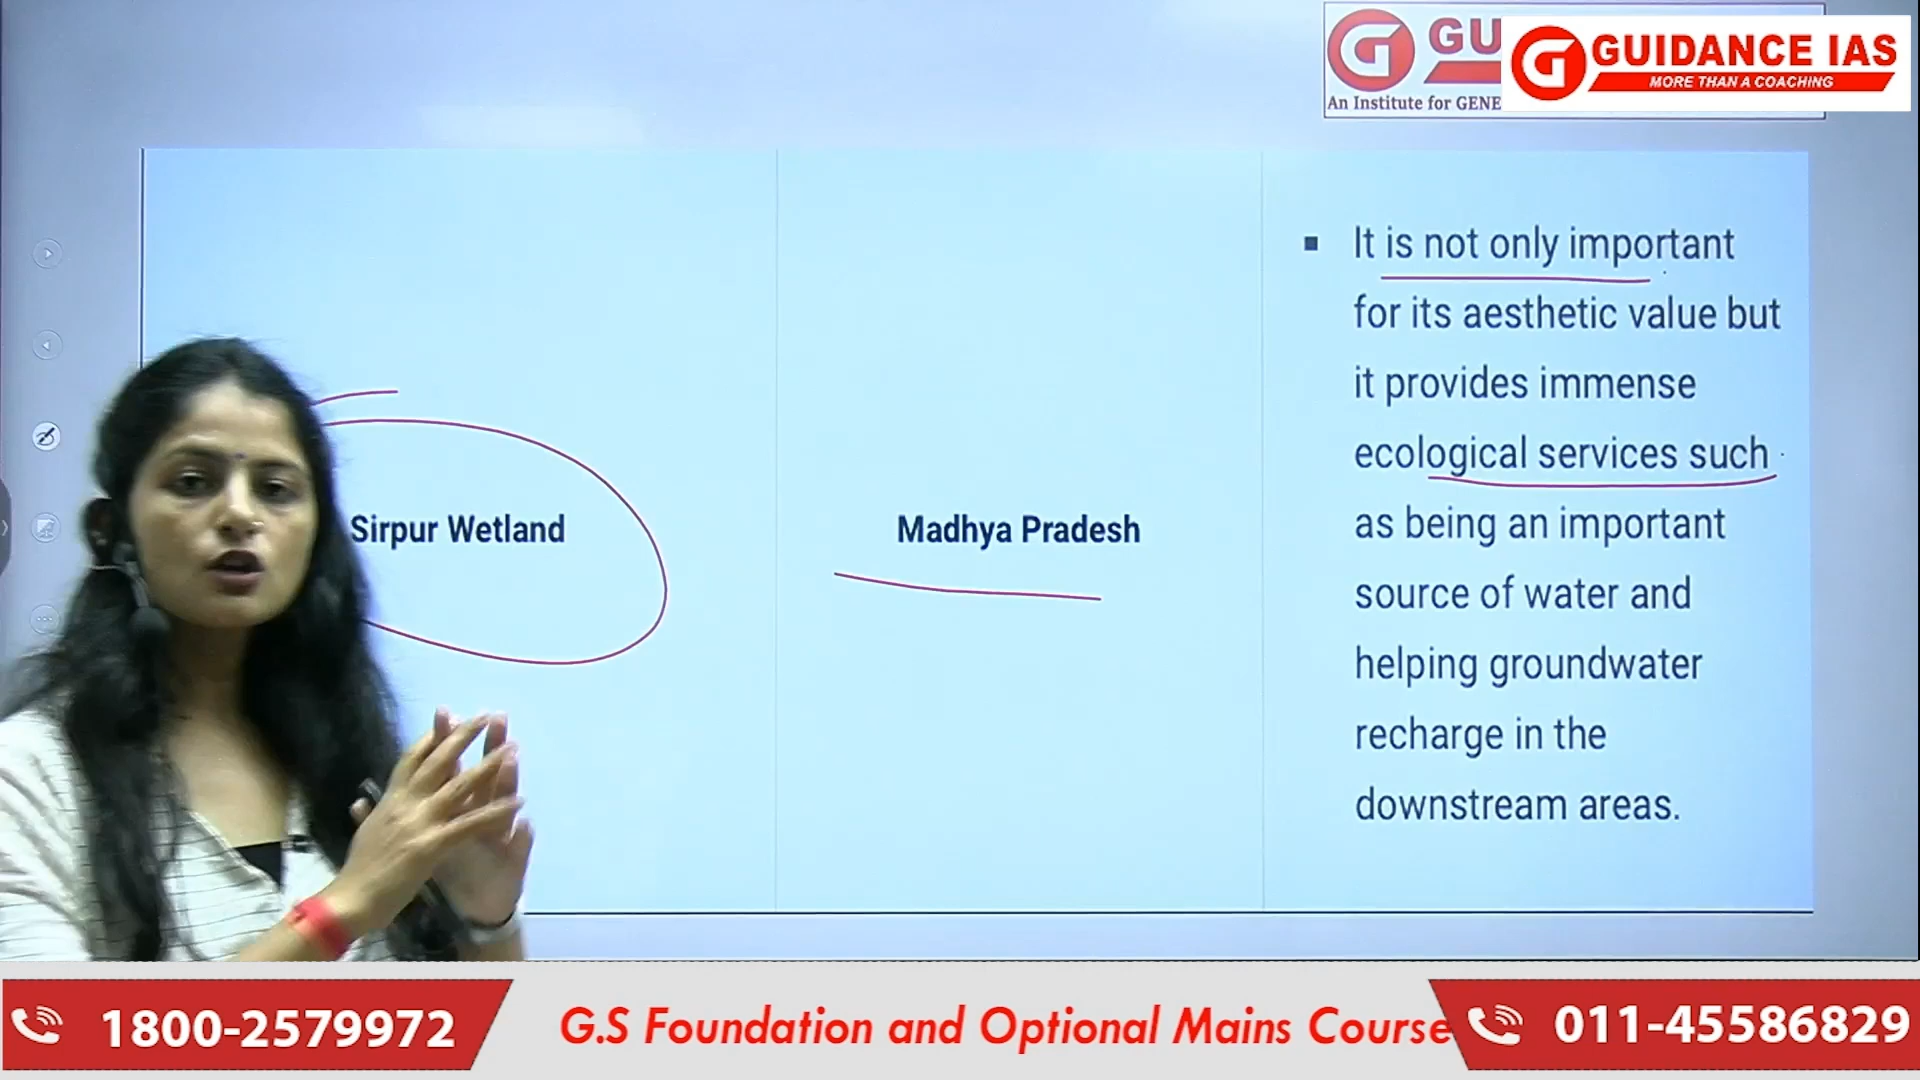 GU
An Institute for GENE
GUIDANCE IAS
MORE THAN A COACHING
Sirpur Wetland
Madhya Pradesh
▪ It is not only important
for its aesthetic value but
it provides immense
ecological services such
as being an important
source of water and
helping groundwater
recharge in the
downstream areas.
1800-2579972
G.S Foundation and Optional Mains Course
011-45586829